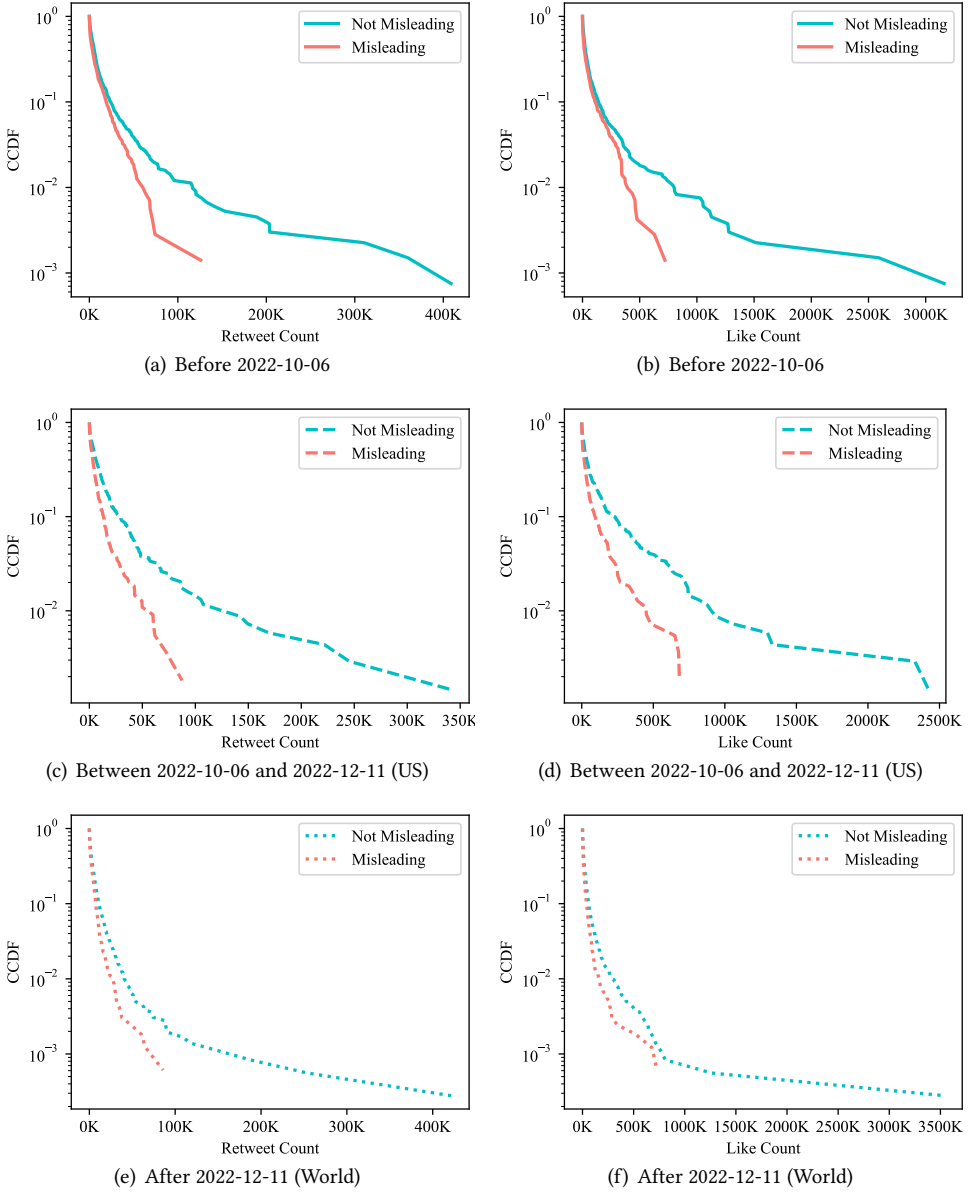 10^0
10^-1
10^-2
10^-3
CCDF
Not Misleading
Misleading
0K 100K 200K 300K 400K
Retweet Count
(a) Before 2022-10-06
10^0
10^-1
10^-2
10^-3
CCDF
Not Misleading
Misleading
0K 500K 1000K 1500K 2000K 2500K 3000K
Like Count
(b) Before 2022-10-06
10^0
10^-1
10^-2
CCDF
Not Misleading
Misleading
0K 50K 100K 150K 200K 250K 300K 350K
Retweet Count
(c) Between 2022-10-06 and 2022-12-11 (US)
10^0
10^-1
10^-2
CCDF
Not Misleading
Misleading
0K 500K 1000K 1500K 2000K 2500K
Like Count
(d) Between 2022-10-06 and 2022-12-11 (US)
10^0
10^-1
10^-2
10^-3
CCDF
Not Misleading
Misleading
0K 100K 200K 300K 400K
Retweet Count
(e) After 2022-12-11 (World)
10^0
10^-1
10^-2
10^-3
CCDF
Not Misleading
Misleading
0K 500K 1000K 1500K 2000K 2500K 3000K 3500K
Like Count
(f) After 2022-12-11 (World)